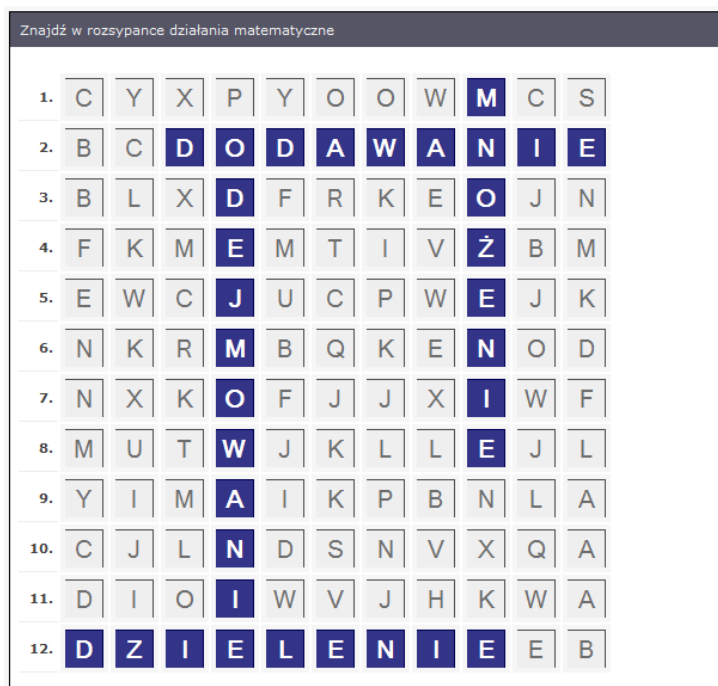 Znajdź w rozsypance działania matematyczne
1. C Y X P Y O O W M C S
2. B C D O D A W A N I E
3. B L X D F R K E O J N
4. F K M E M T I V Ż B M
5. E W C J U C P W E J K
6. N K R M B Q K E N O D
7. N X K O F J J X I W F
8. M U T W J K L L E J L
9. Y I M A I K P B N L A
10. C J L N D S N V X Q A
11. D I O I W V J H K W A
12. D Z I E L E N I E E B